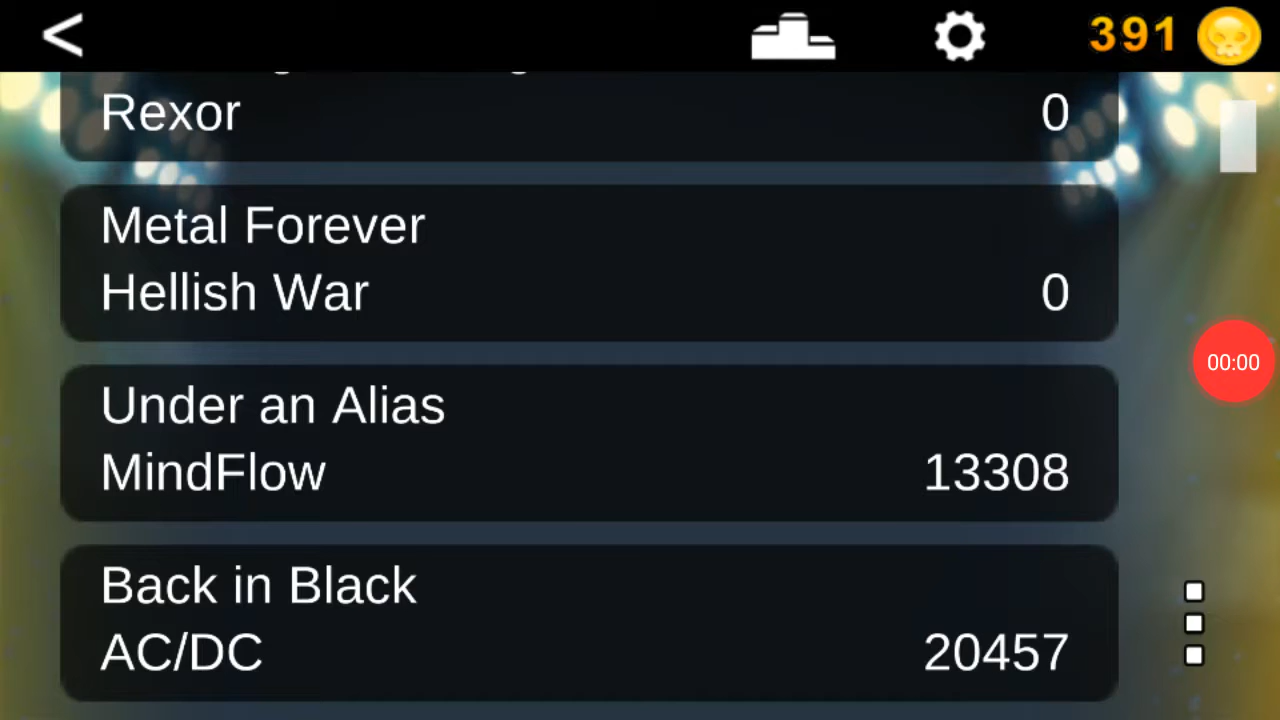 391
Rexor 0
Metal Forever
Hellish War 0
00:00
Under an Alias
MindFlow 13308
Back in Black
AC/DC 20457